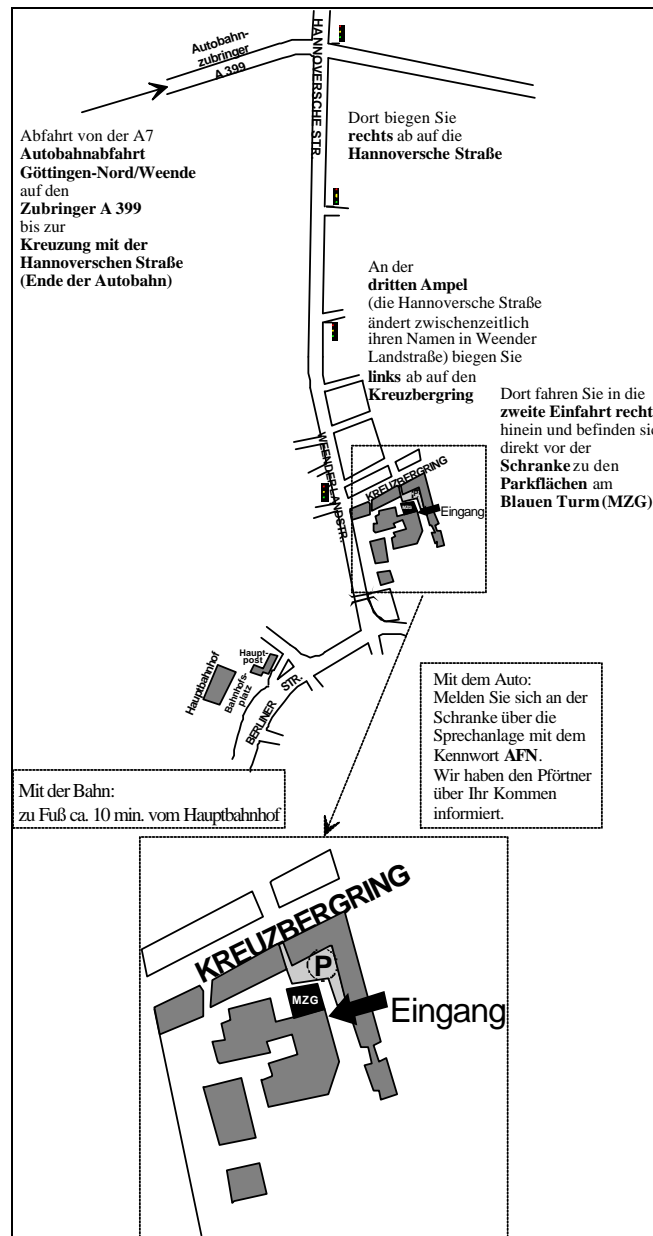 Autobahn-
zubringer
A 399
HANNOVERSCHE STR.
Abfahrt von der A7
Autobahnabfahrt
Göttingen-Nord/Weende
auf den
Zubringer A 399
bis zur
Kreuzung mit der
Hannoverschen Straße
(Ende der Autobahn)
Dort biegen Sie
rechts ab auf die
Hannoversche Straße
An der
dritten Ampel
(die Hannoversche Straße
ändert zwischenzeitlich
ihren Namen in Weender
Landstraße) biegen Sie
links ab auf den
Kreuzbergring
Dort fahren Sie in die
zweite Einfahrt recht
hinein und befinden sie
direkt vor der
Schranke zu den
Parkflächen am
Blauen Turm (MZG)
WEENDER LANDSTR.
KREUZBERGRING
Eingang
Hauptbahnhof
Haupt-
post
Bahnhofs-
platz
BERLINER STR.
Mit dem Auto:
Melden Sie sich an der
Schranke über die
Sprechanlage mit dem
Kennwort AFN.
Wir haben den Pförtner
über Ihr Kommen
informiert.
Mit der Bahn:
zu Fuß ca. 10 min. vom Hauptbahnhof
KREUZBERGRING
P
MZG
Eingang